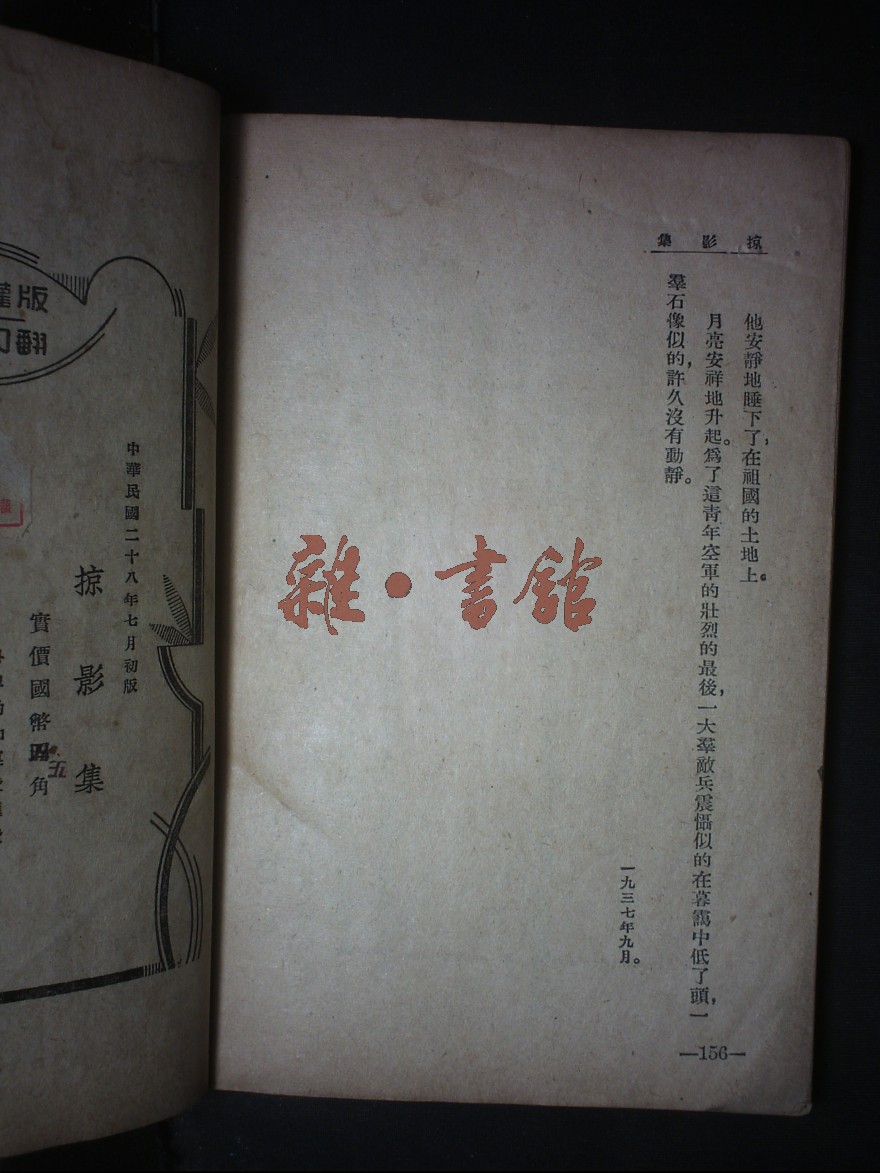 掠影集
他安靜地睡下了，在祖國的土地上。
月亮安祥地升起。爲了這青年空軍的壯烈的最後，一大羣敵兵震懾似的在暮靄中低了頭，一
羣石像似的，許久沒有動靜。
一九三七年九月。
—156—
雜·書館
版
翻
中華民國二十八年七月初版
掠影集
實價國幣角
五